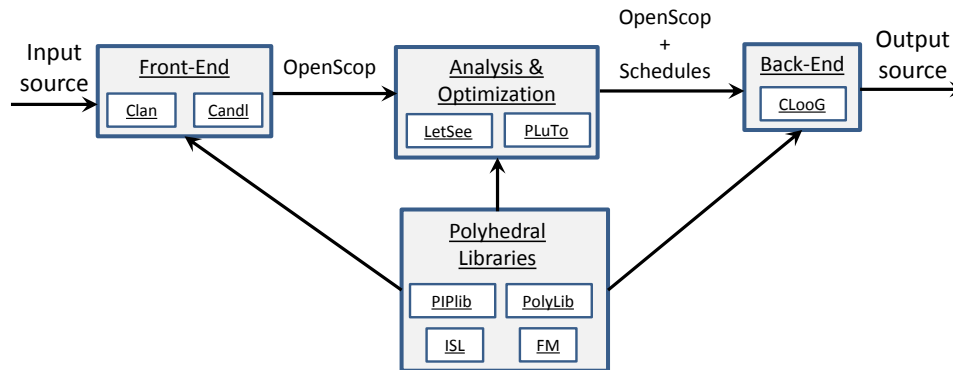 Input
source
Front-End
Clan
Candl
OpenScop
Analysis &
Optimization
LetSee
PLuTo
OpenScop
+
Schedules
Back-End
CLooG
Output
source
Polyhedral
Libraries
PIPlib
PolyLib
ISL
FM